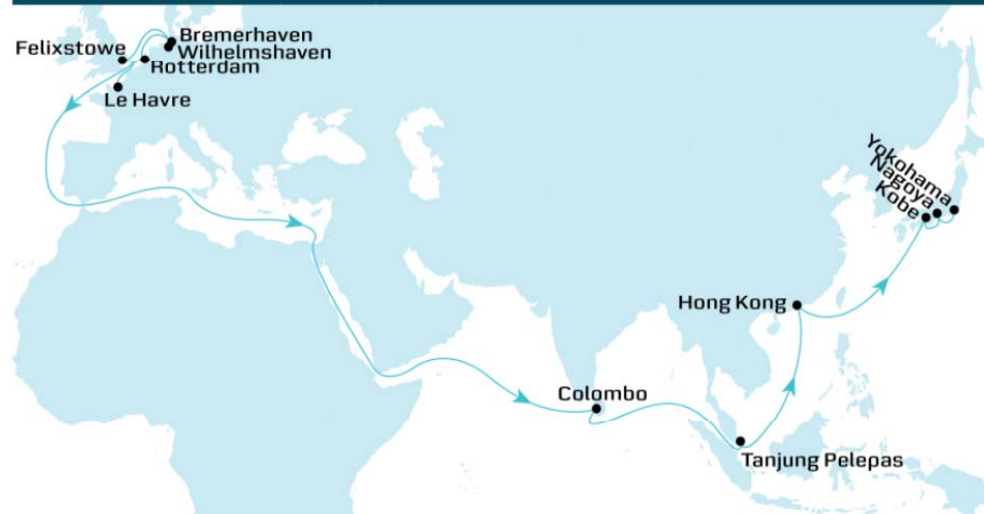 Bremerhaven
Felixstowe
Wilhelmshaven
Rotterdam
Le Havre
Yokohama
Nagoya
Kobe
Hong Kong
Colombo
Tanjung Pelepas